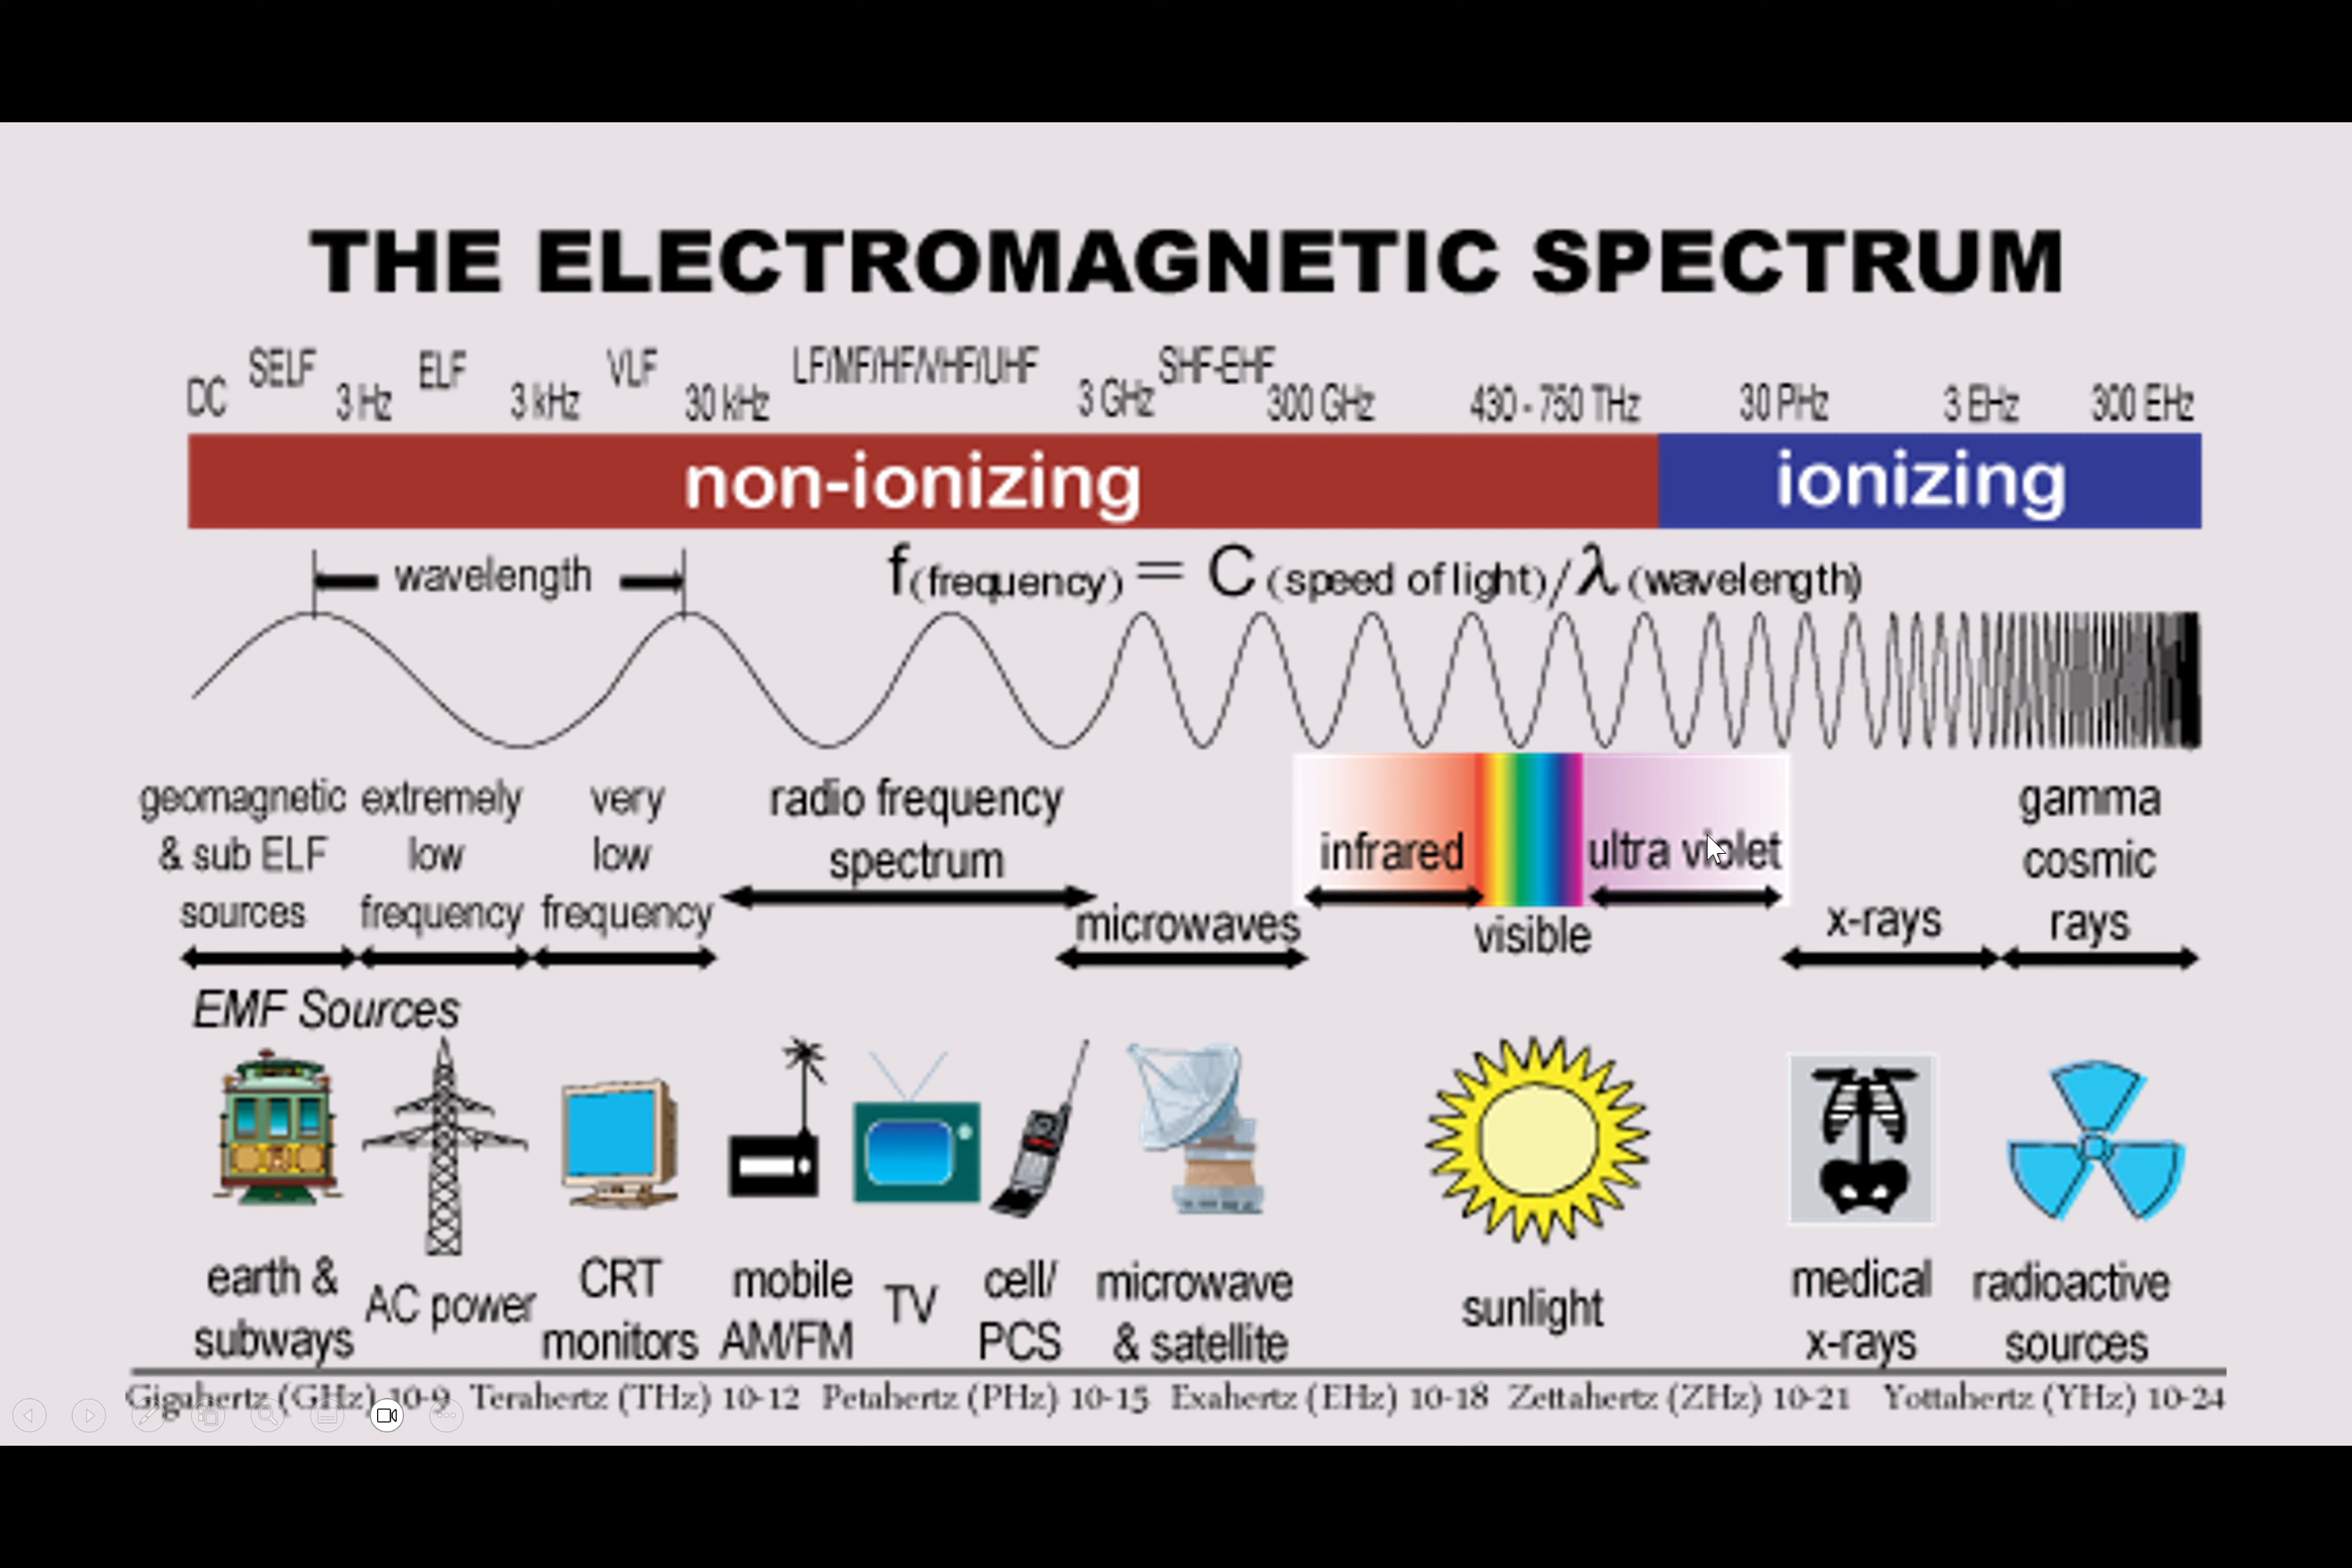 THE ELECTROMAGNETIC SPECTRUM
SELF ELF VLF LF/MF/HF/VHF/UHF SHF-EHF
DC 3 Hz 3 kHz 30 kHz 3 GHz 300 GHz 430 - 750 THz 30 PHz 3 EHz 300 EHz
non-ionizing ionizing
wavelength f(frequency) = C (speed of light)/λ (wavelength)
geomagnetic
& sub ELF
sources
extremely
low
frequency
very
low
frequency
radio frequency
spectrum
microwaves
infrared
visible
ultra violet
x-rays
gamma
cosmic
rays
EMF Sources
earth &
subways
AC power
CRT
monitors
mobile
AM/FM
TV
cell/
PCS
microwave
& satellite
sunlight
medical
x-rays
radioactive
sources
Gigahertz (GHz) 10-9 Terahertz (THz) 10-12 Petahertz (PHz) 10-15 Exahertz (EHz) 10-18 Zettahertz (ZHz) 10-21 Yottahertz (YHz) 10-24